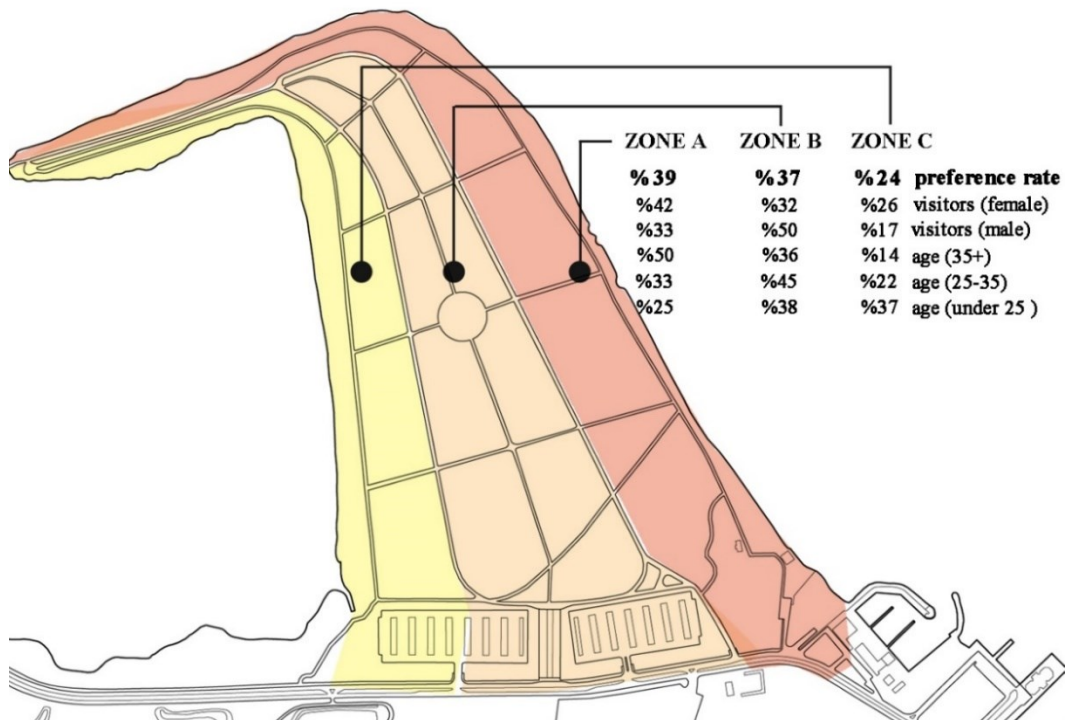 ZONE A ZONE B ZONE C
%39 %37 %24 preference rate
%42 %32 %26 visitors (female)
%33 %50 %17 visitors (male)
%50 %36 %14 age (35+)
%33 %45 %22 age (25-35)
%25 %38 %37 age (under 25 )